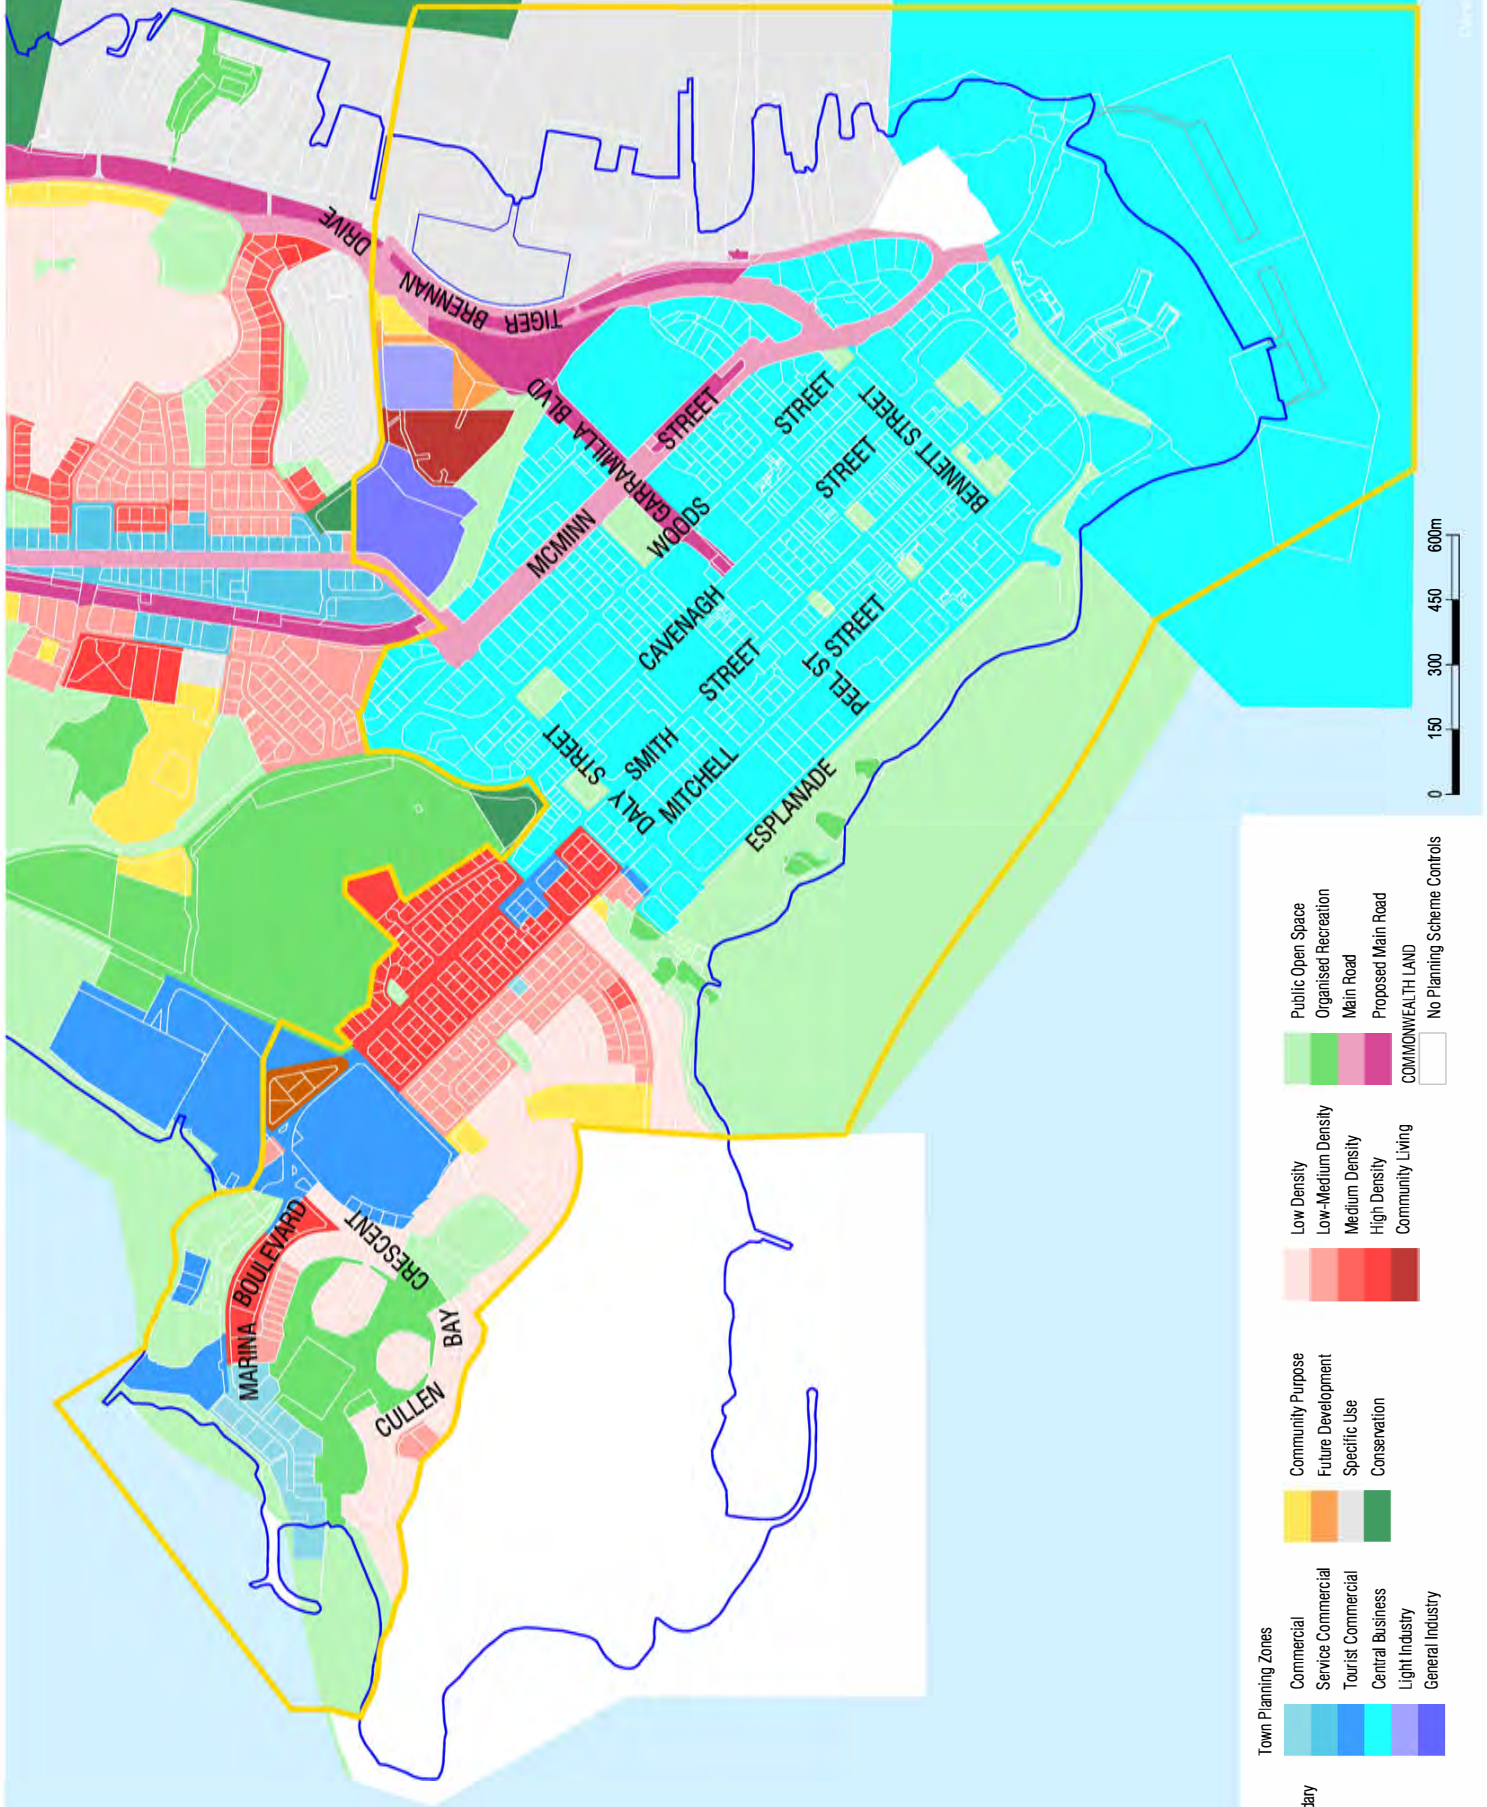 DRIVE
BRENNAN
TIGER
GARRAMILLA BLVD
MCMINN
STREET
WOODS
STREET
CAVENAGH
STREET
BENNETT STREET
SMITH
STREET
MITCHELL
STREET
PEEL ST
DALY
STREET
ESPLANADE
MARINA
BOULEVARD
CULLEN
BAY
CRESCENT
0
150
300
450
600m
Town Planning Zones
Commercial
Service Commercial
Tourist Commercial
Central Business
Light Industry
General Industry
Community Purpose
Future Development
Specific Use
Conservation
Low Density
Low-Medium Density
Medium Density
High Density
Community Living
Public Open Space
Organised Recreation
Main Road
Proposed Main Road
COMMONWEALTH LAND
No Planning Scheme Controls
dary